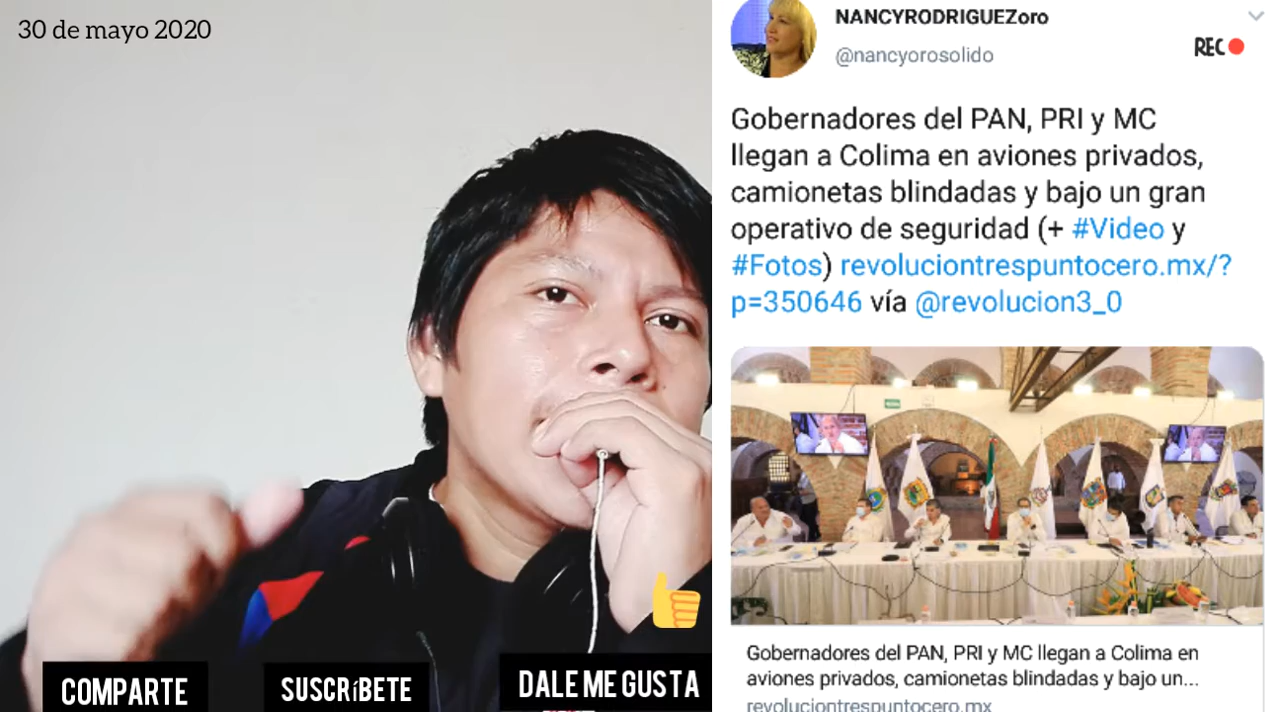 30 de mayo 2020
COMPARTE
SUSCRíBETE
DALE ME GUSTA
NANCYRODRIGUEZoro
@nancyorosolido
REC
Gobernadores del PAN, PRI y MC
llegan a Colima en aviones privados,
camionetas blindadas y bajo un gran
operativo de seguridad (+ #Video y
#Fotos) revoluciontrespuntocero.mx/?
p=350646 vía @revolucion3_0
Gobernadores del PAN, PRI y MC llegan a Colima en
aviones privados, camionetas blindadas y bajo un...
revoluciontrespuntocero.mx